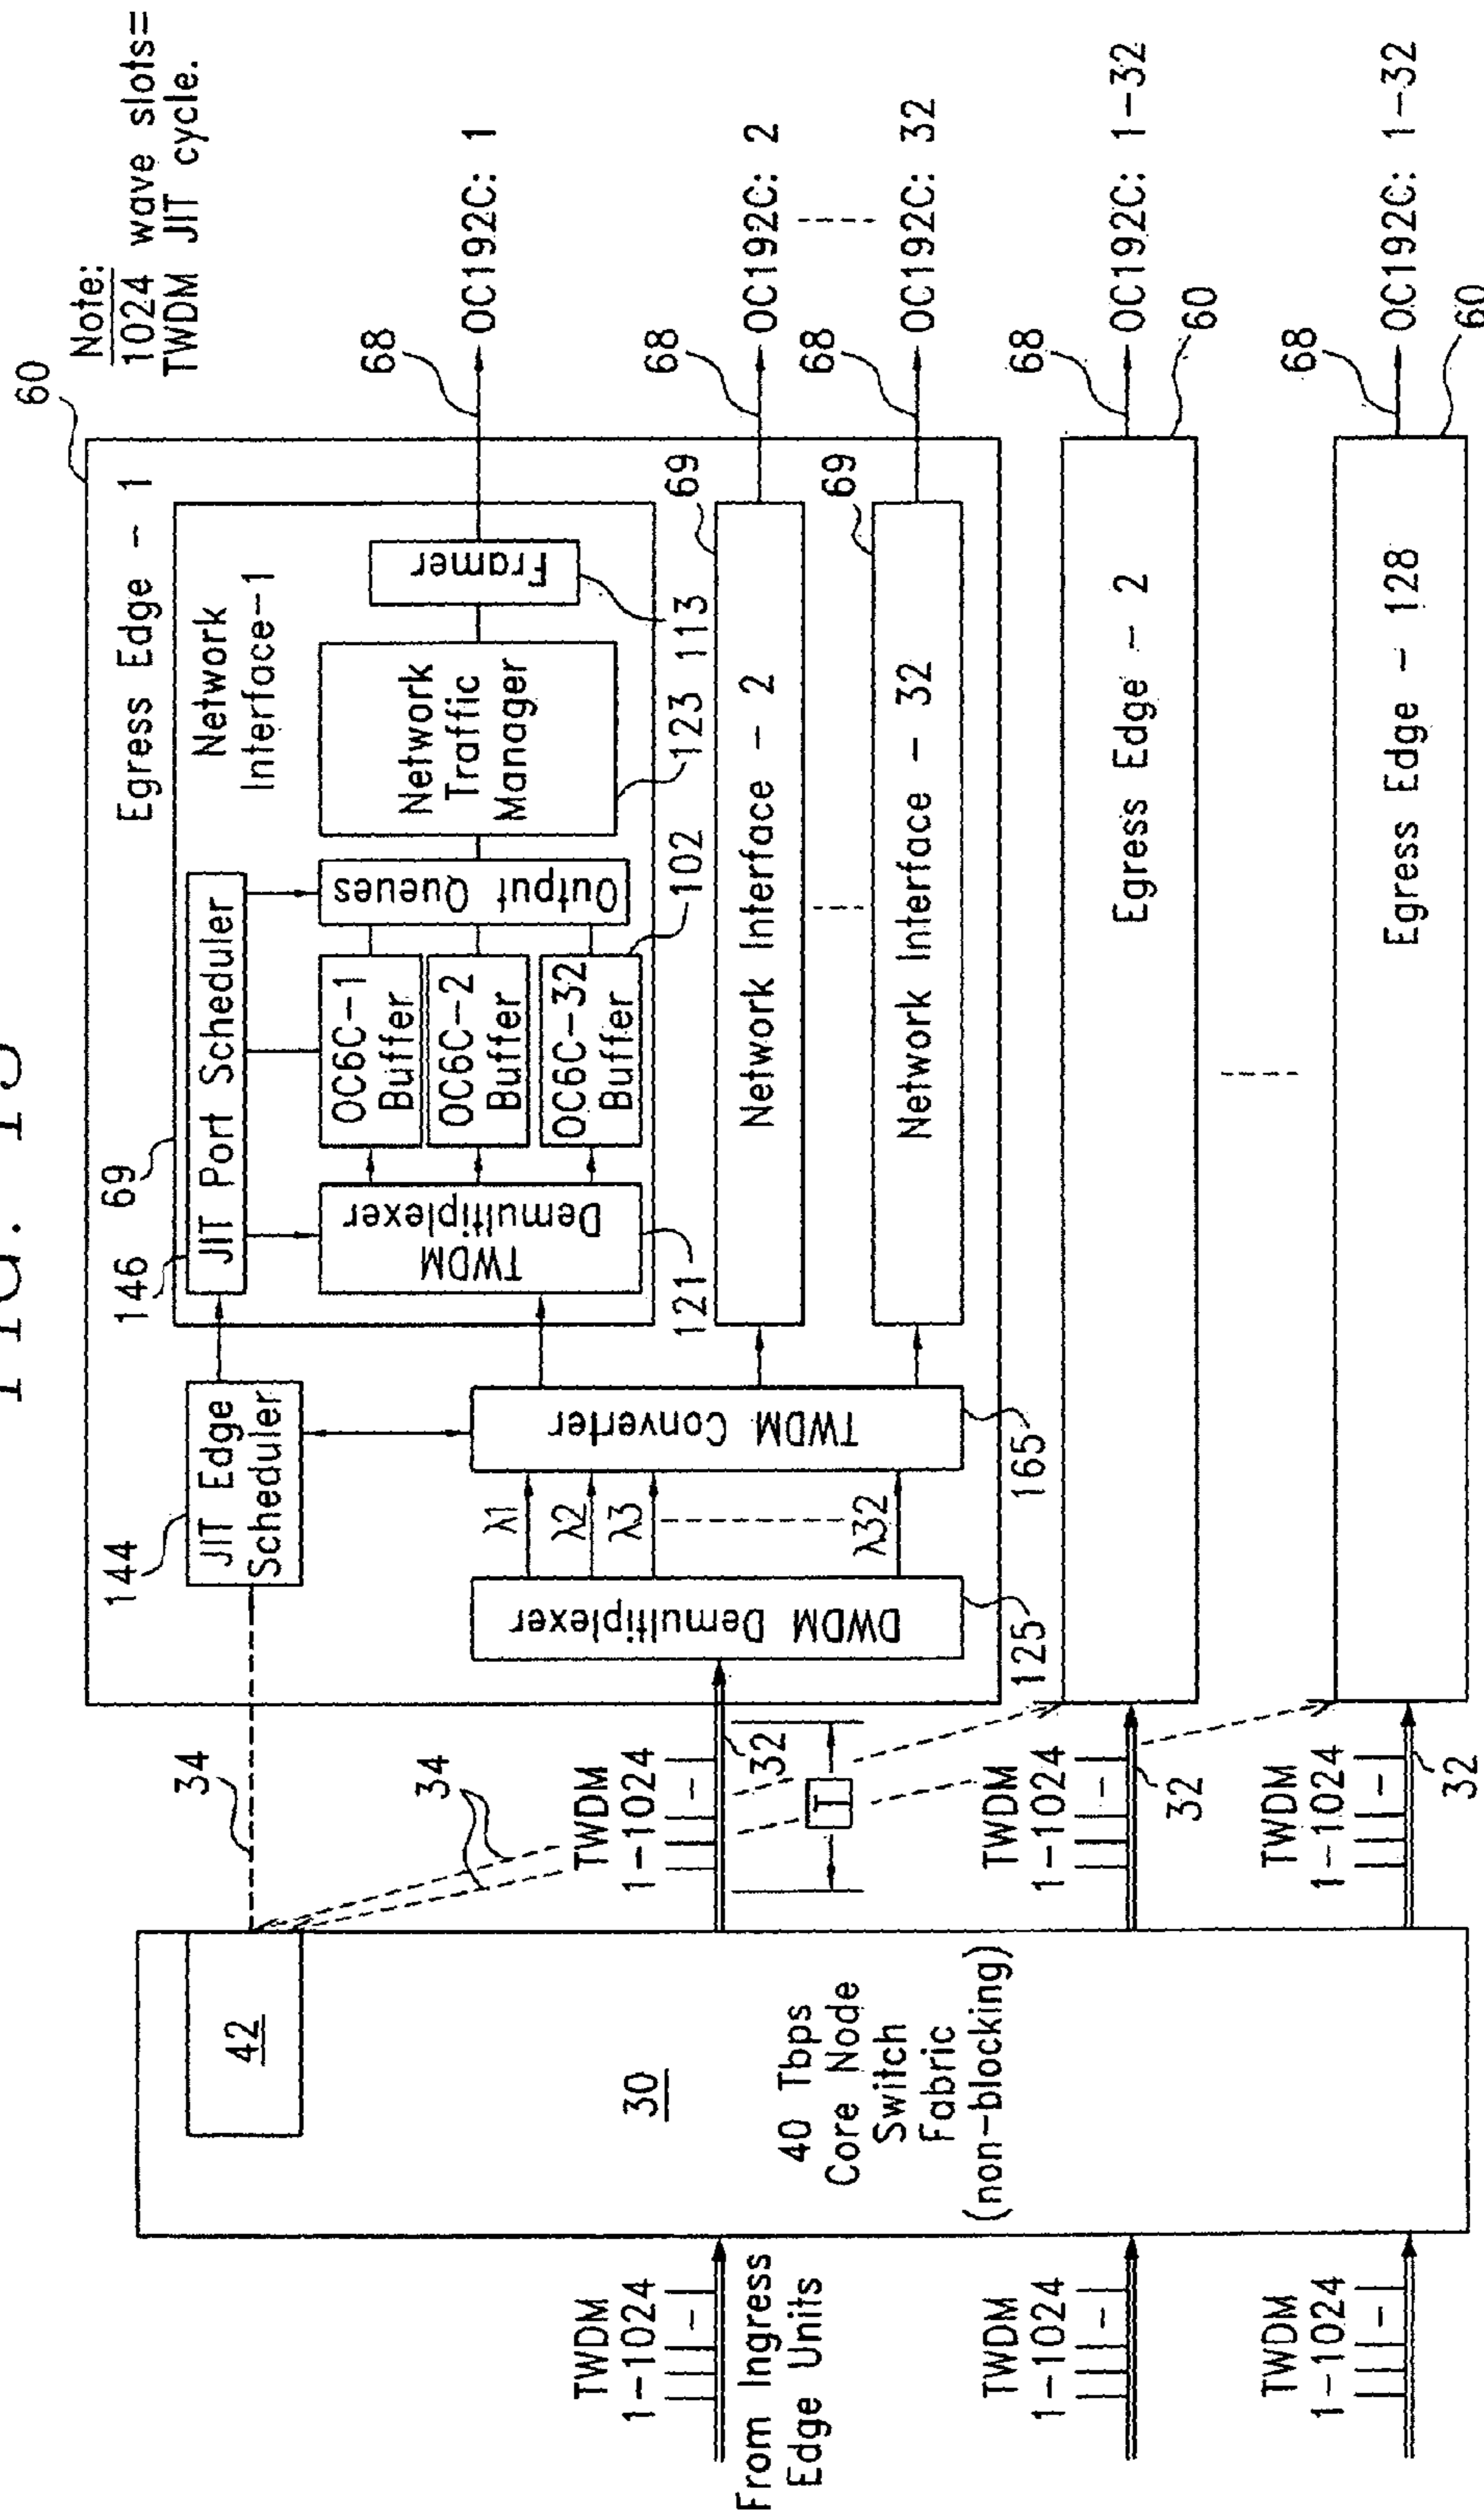 FIG. 13
Note:
1024 wave slots=
TWDM JIT cycle.
60
Egress Edge - 1
69
146
JIT Port Scheduler
Network
Interface-1
144
JIT Edge
Scheduler
34
42
30
40 Tbps
Core Node
Switch
Fabric
(non-blocking)
TWDM
1-1024
From Ingress
Edge Units
TWDM
1-1024
TWDM
1-1024
34
TWDM
1-1024
32
T
DWDM Demultiplexer
125
λ1
λ2
λ3
λ32
TWDM Converter
165
TWDM
Demultiplexer
121
OC6C-1
Buffer
OC6C-2
Buffer
OC6C-32
Buffer
102
Output Queues
Network
Traffic
Manager
123
Framer
113
68
OC192C: 1
Network Interface - 2
69
68
OC192C: 2
Network Interface - 32
69
68
OC192C: 32
TWDM
1-1024
32
Egress Edge - 2
68
OC192C: 1-32
60
TWDM
1-1024
32
Egress Edge - 128
68
OC192C: 1-32
60